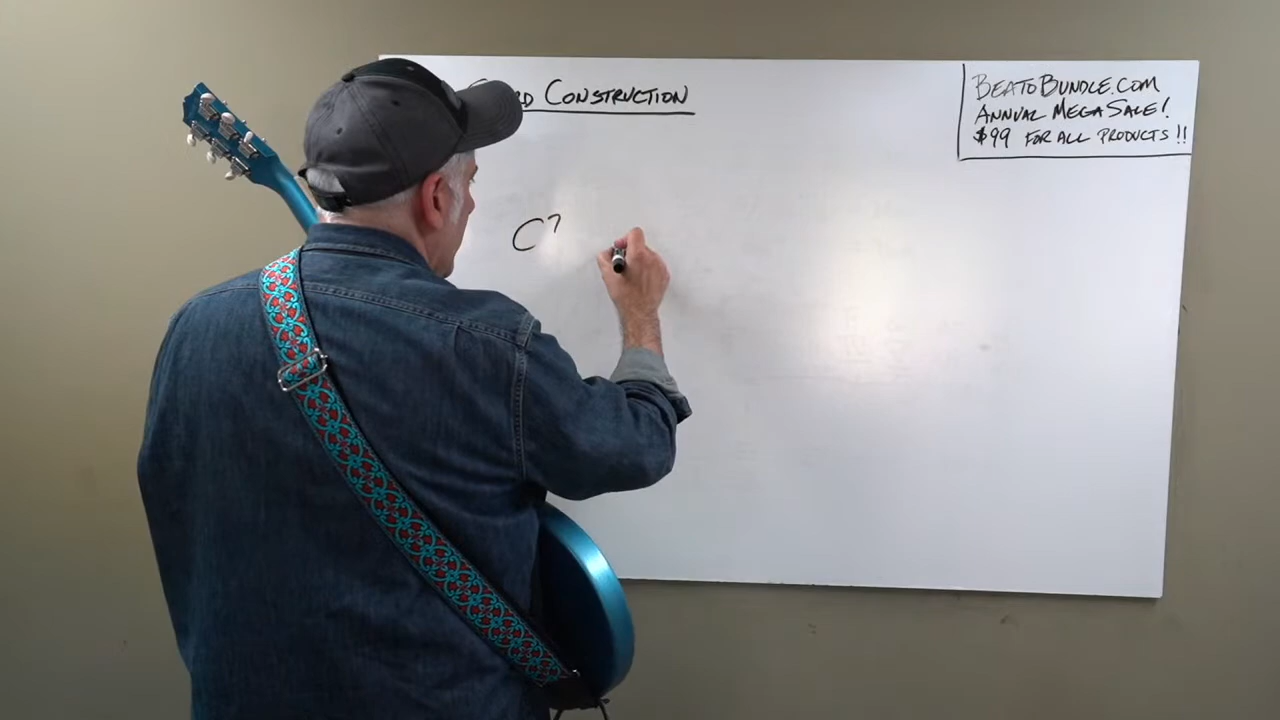 CONSTRUCTION
BEATOBUNDLE.COM
ANNUAL MEGA SALE!
$99 FOR ALL PRODUCTS!!
C7